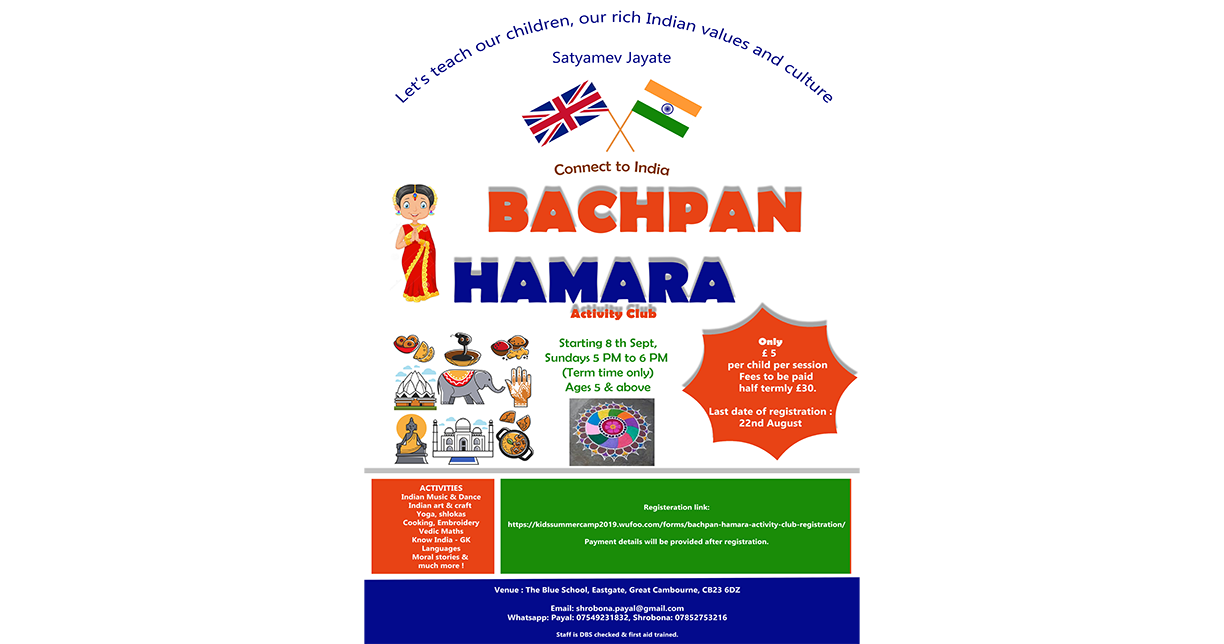 Let's teach our children, our rich Indian values and culture
Satyamev Jayate
Connect to India
BACHPAN
HAMARA
Activity Club
Starting 8 th Sept,
Sundays 5 PM to 6 PM
(Term time only)
Ages 5 & above
Only
£ 5
per child per session
Fees to be paid
half termly £30.
Last date of registration :
22nd August
ACTIVITIES
Indian Music & Dance
Indian art & craft
Yoga, shlokas
Cooking, Embroidery
Vedic Maths
Know India - GK
Languages
Moral stories &
much more !
Registeration link:
https://kidssummercamp2019.wufoo.com/forms/bachpan-hamara-activity-club-registration/
Payment details will be provided after registration.
Venue : The Blue School, Eastgate, Great Cambourne, CB23 6DZ
Email: shrobona.payal@gmail.com
Whatsapp: Payal: 07549231832, Shrobona: 07852753216
Staff is DBS checked & first aid trained.